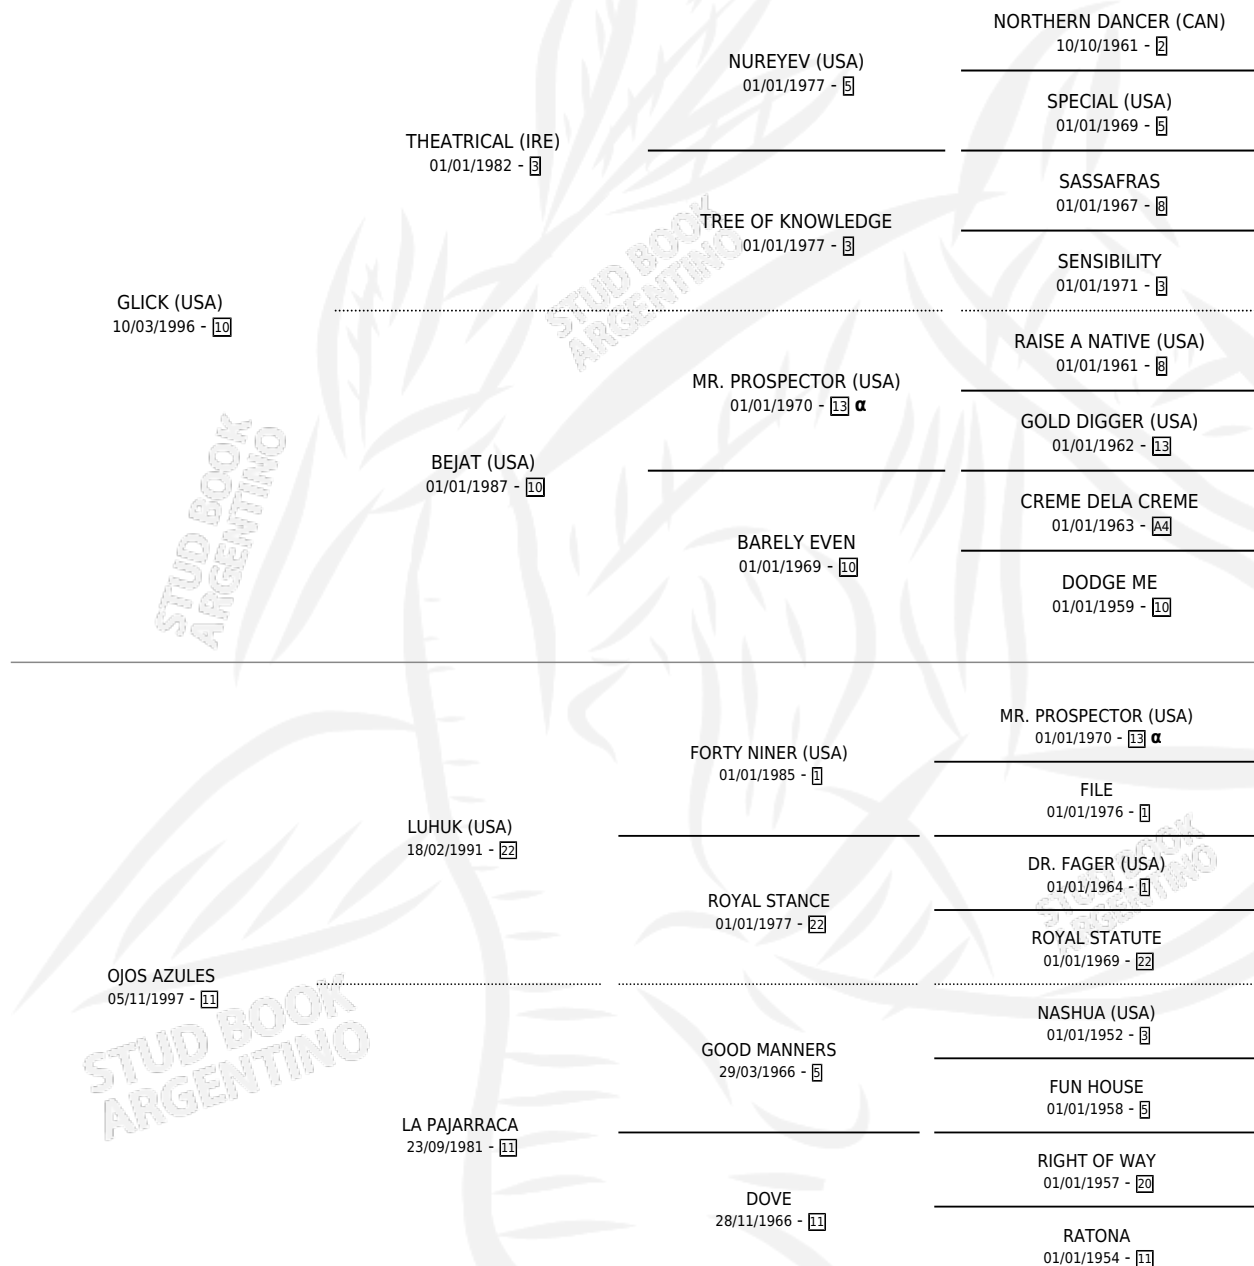 NORTHERN DANCER (CAN)
10/10/1961 - 2
NUREYEV (USA)
01/01/1977 - 5
SPECIAL (USA)
01/01/1969 - 5
THEATRICAL (IRE)
01/01/1982 - 3
SASSAFRAS
01/01/1967 - 8
TREE OF KNOWLEDGE
01/01/1977 - 3
SENSIBILITY
01/01/1971 - 3
GLICK (USA)
10/03/1996 - 10
RAISE A NATIVE (USA)
01/01/1961 - 8
MR. PROSPECTOR (USA)
01/01/1970 - 13 α
GOLD DIGGER (USA)
01/01/1962 - 13
BEJAT (USA)
01/01/1987 - 10
CREME DELA CREME
01/01/1963 - A4
BARELY EVEN
01/01/1969 - 10
DODGE ME
01/01/1959 - 10
MR. PROSPECTOR (USA)
01/01/1970 - 13 α
FORTY NINER (USA)
01/01/1985 - 1
FILE
01/01/1976 - 1
LUHUK (USA)
18/02/1991 - 22
DR. FAGER (USA)
01/01/1964 - 1
ROYAL STANCE
01/01/1977 - 22
ROYAL STATUTE
01/01/1969 - 22
OJOS AZULES
05/11/1997 - 11
NASHUA (USA)
01/01/1952 - 3
GOOD MANNERS
29/03/1966 - 5
FUN HOUSE
01/01/1958 - 5
LA PAJARRACA
23/09/1981 - 11
RIGHT OF WAY
01/01/1957 - 20
DOVE
28/11/1966 - 11
RATONA
01/01/1954 - 11
STUD BOOK
ARGENTINO
STUD BOOK
ARGENTINO
STUD BOOK
ARGENTINO
STUD BOOK
ARGENTINO